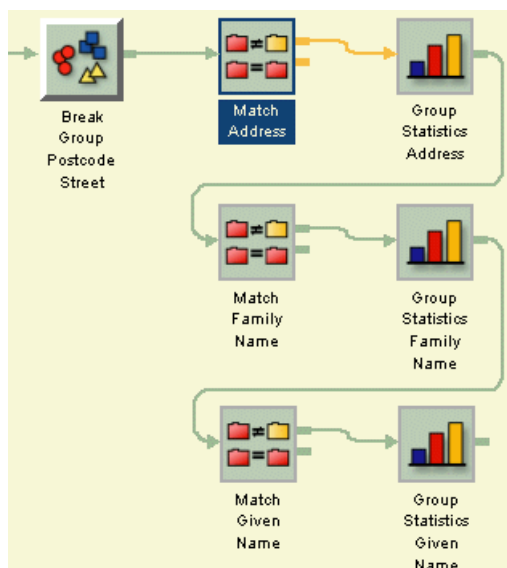 Break
Group
Postcode
Street
Match
Address
Group
Statistics
Address
Match
Family
Name
Group
Statistics
Family
Name
Match
Given
Name
Group
Statistics
Given
Name